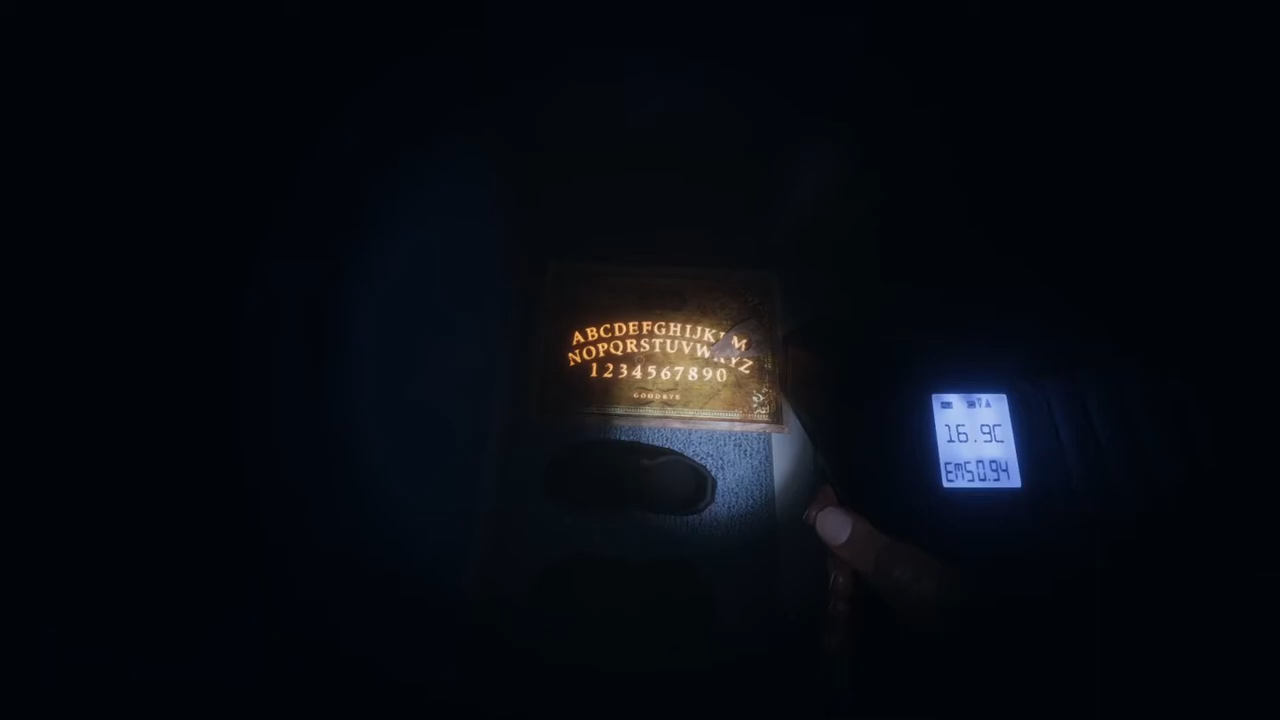 ABCDEFGHIJKLM
NOPQRSTUVWXYZ
1234567890
GOODBYE
16.9C
EM50.94